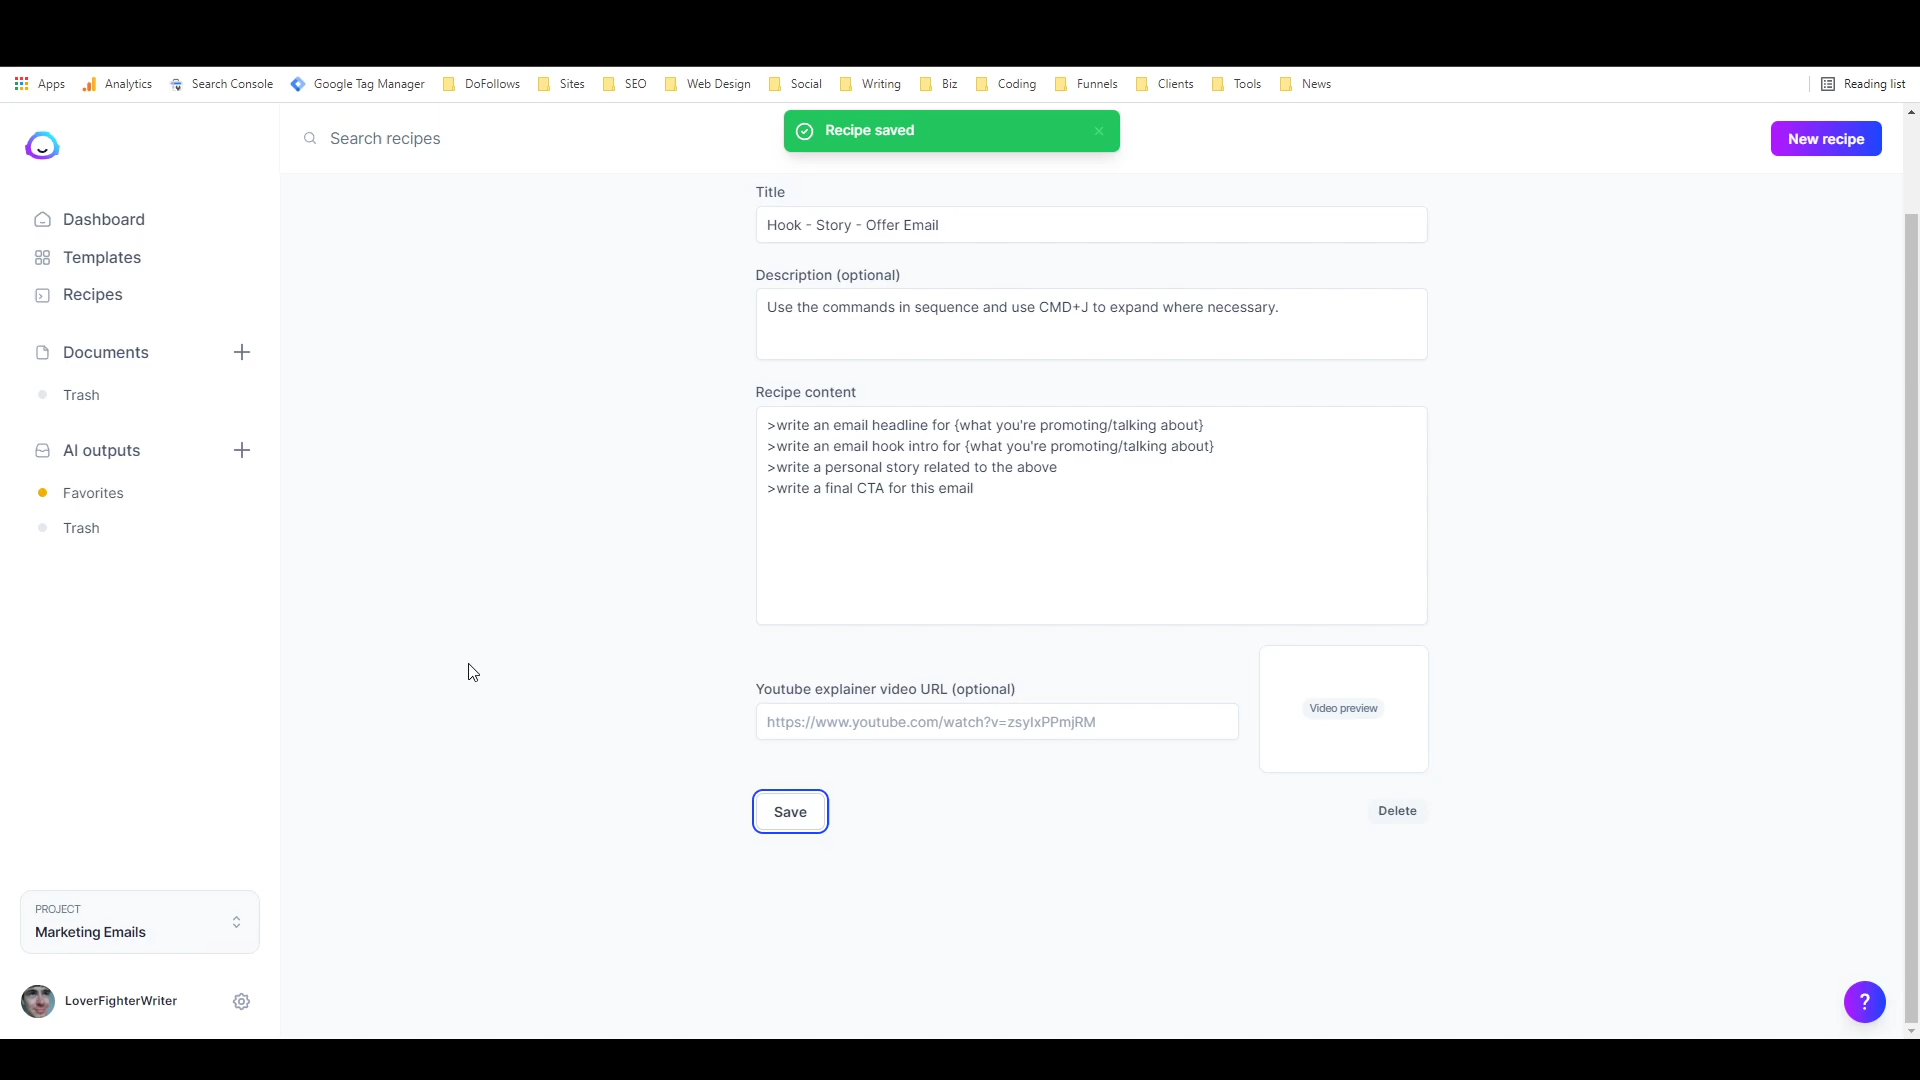 Apps Analytics Search Console Google Tag Manager DoFollows Sites SEO Web Design Social Writing Biz Coding Funnels Clients Tools News Reading list
Search recipes
Recipe saved
New recipe
Dashboard
Templates
Recipes
Documents
Trash
AI outputs
Favorites
Trash
PROJECT
Marketing Emails
LoverFighterWriter
Title
Hook - Story - Offer Email
Description (optional)
Use the commands in sequence and use CMD+J to expand where necessary.
Recipe content
>write an email headline for {what you're promoting/talking about}
>write an email hook intro for {what you're promoting/talking about}
>write a personal story related to the above
>write a final CTA for this email
Youtube explainer video URL (optional)
https://www.youtube.com/watch?v=zsylxPPmjRM
Video preview
Save
Delete
?